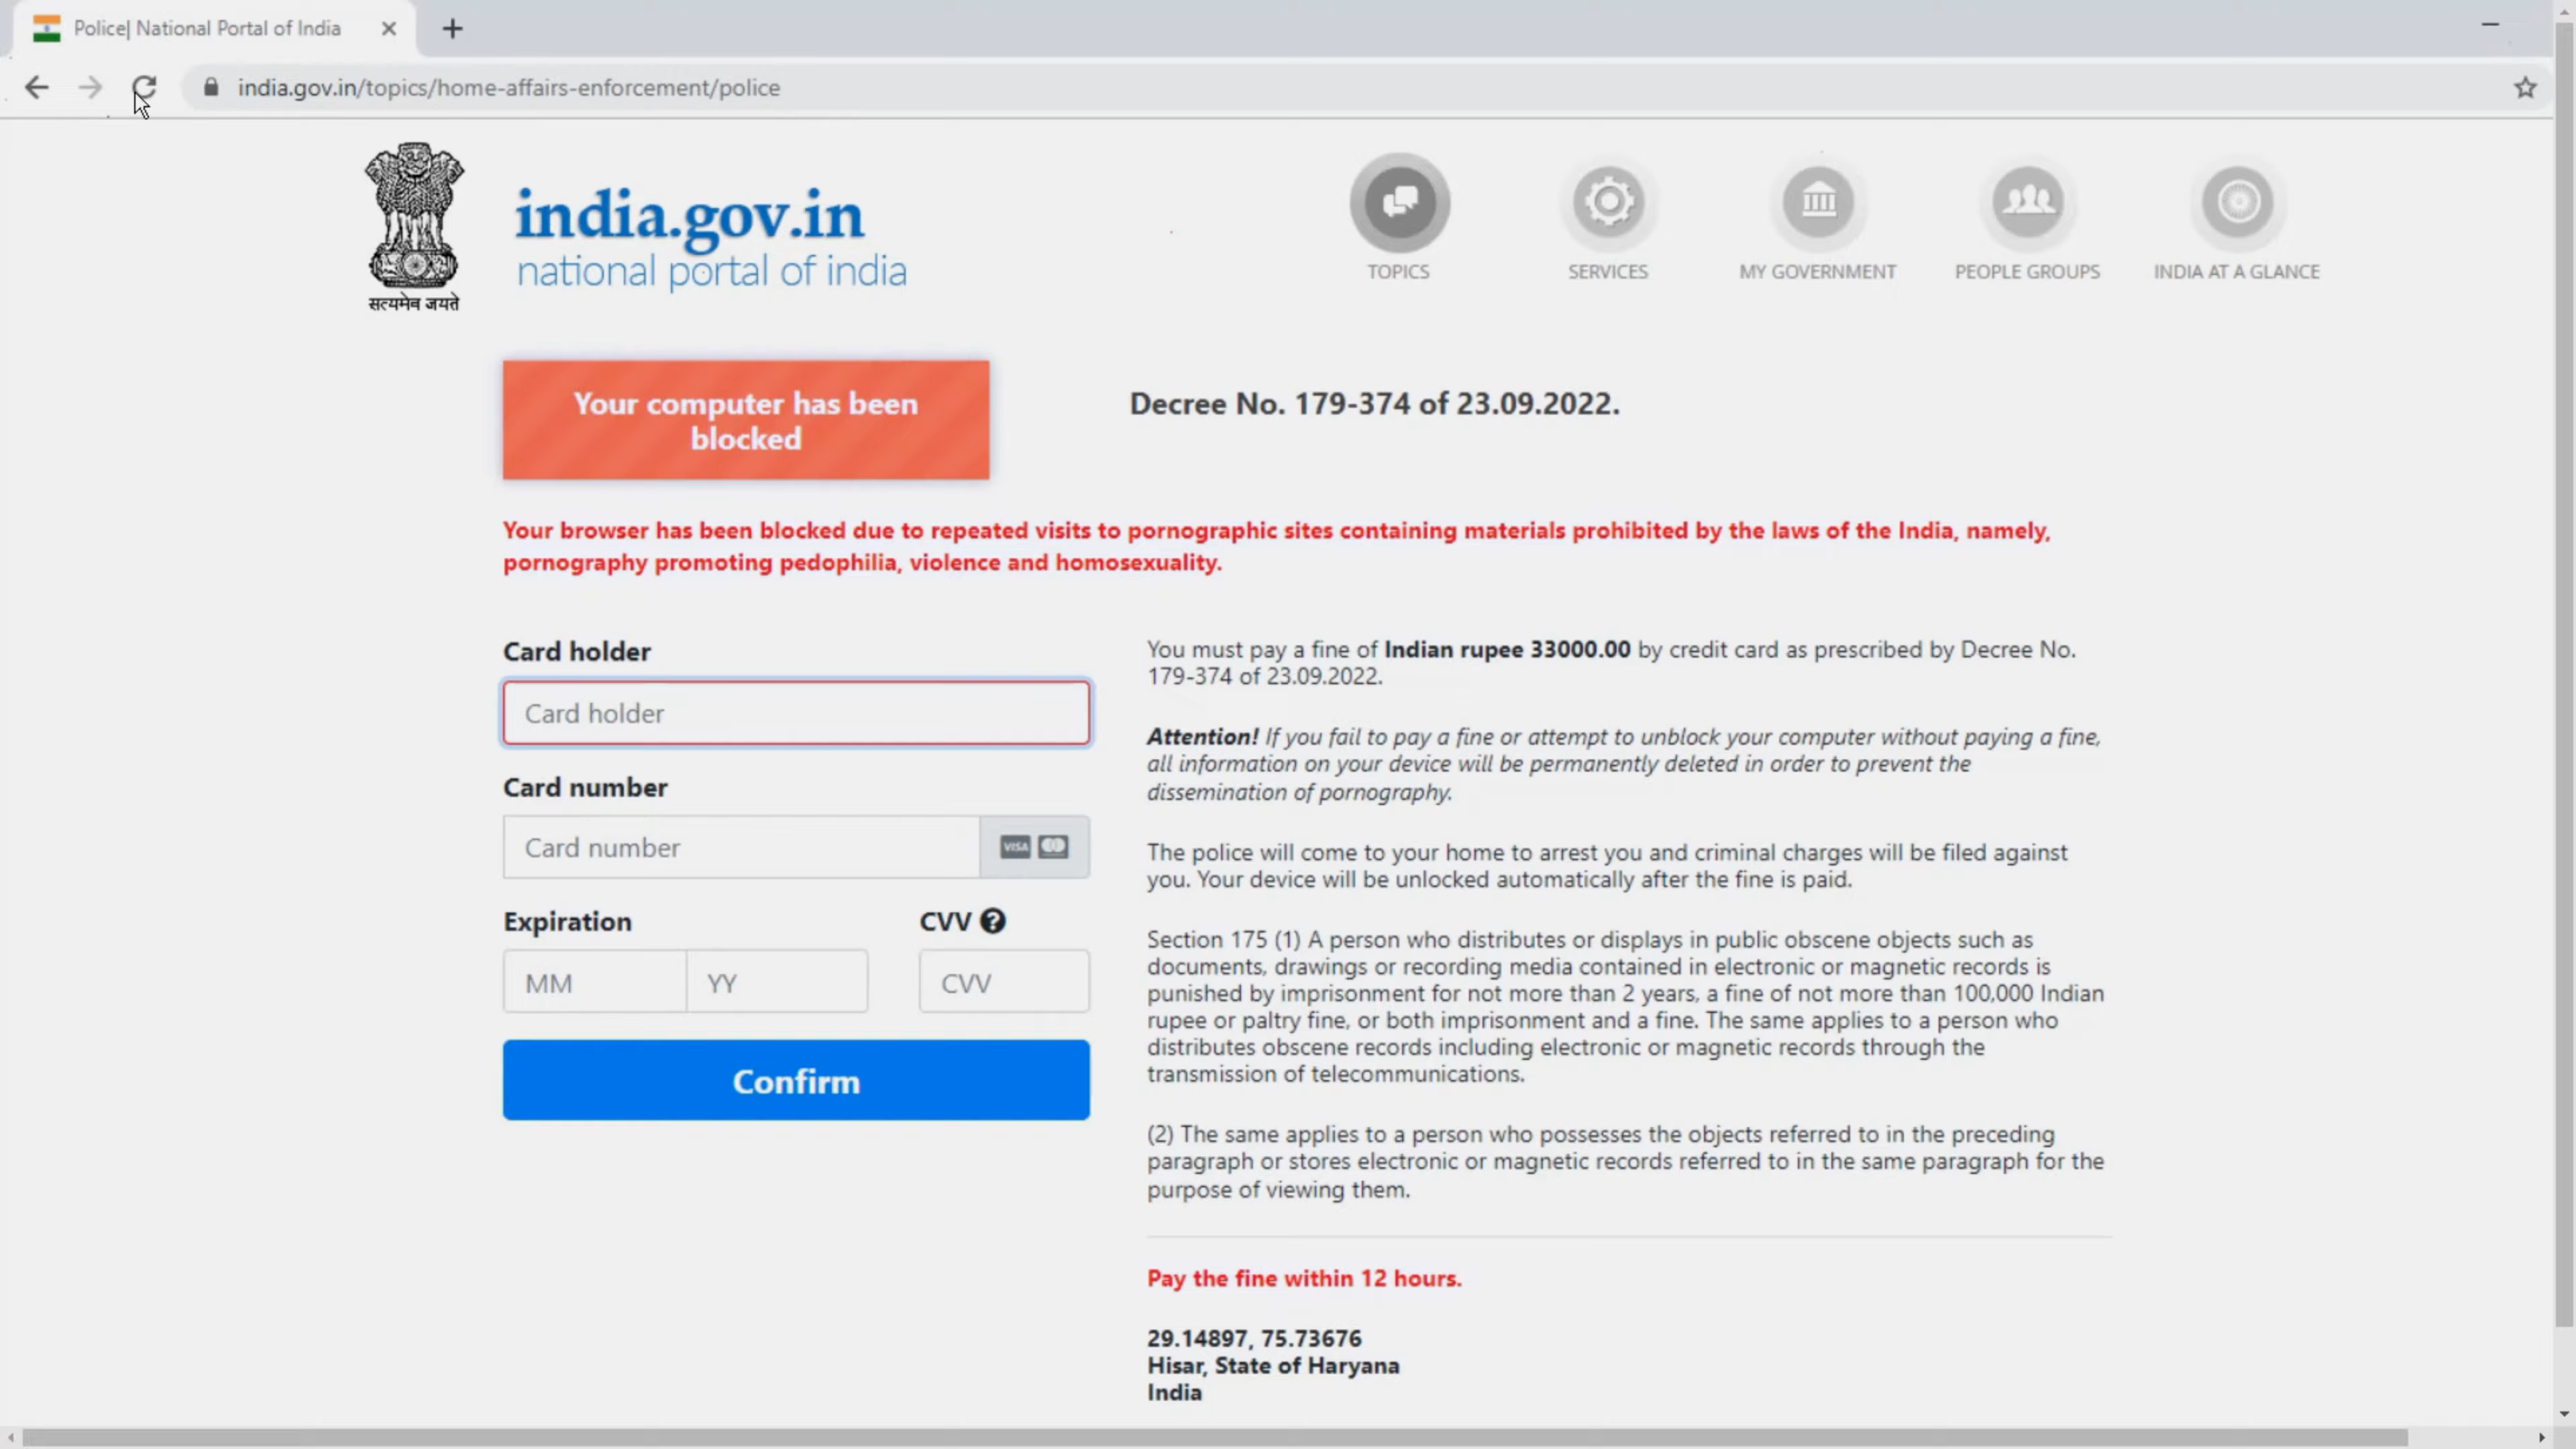 Police| National Portal of India
india.gov.in/topics/home-affairs-enforcement/police
सत्यमेव जयते
india.gov.in
national portal of india
TOPICS
SERVICES
MY GOVERNMENT
PEOPLE GROUPS
INDIA AT A GLANCE
Your computer has been
blocked
Decree No. 179-374 of 23.09.2022.
Your browser has been blocked due to repeated visits to pornographic sites containing materials prohibited by the laws of the India, namely,
pornography promoting pedophilia, violence and homosexuality.
Card holder
Card holder
Card number
Card number
VISA
Expiration
CVV ?
MM
YY
CVV
Confirm
You must pay a fine of Indian rupee 33000.00 by credit card as prescribed by Decree No.
179-374 of 23.09.2022.
Attention! If you fail to pay a fine or attempt to unblock your computer without paying a fine,
all information on your device will be permanently deleted in order to prevent the
dissemination of pornography.
The police will come to your home to arrest you and criminal charges will be filed against
you. Your device will be unlocked automatically after the fine is paid.
Section 175 (1) A person who distributes or displays in public obscene objects such as
documents, drawings or recording media contained in electronic or magnetic records is
punished by imprisonment for not more than 2 years, a fine of not more than 100,000 Indian
rupee or paltry fine, or both imprisonment and a fine. The same applies to a person who
distributes obscene records including electronic or magnetic records through the
transmission of telecommunications.
(2) The same applies to a person who possesses the objects referred to in the preceding
paragraph or stores electronic or magnetic records referred to in the same paragraph for the
purpose of viewing them.
Pay the fine within 12 hours.
29.14897, 75.73676
Hisar, State of Haryana
India